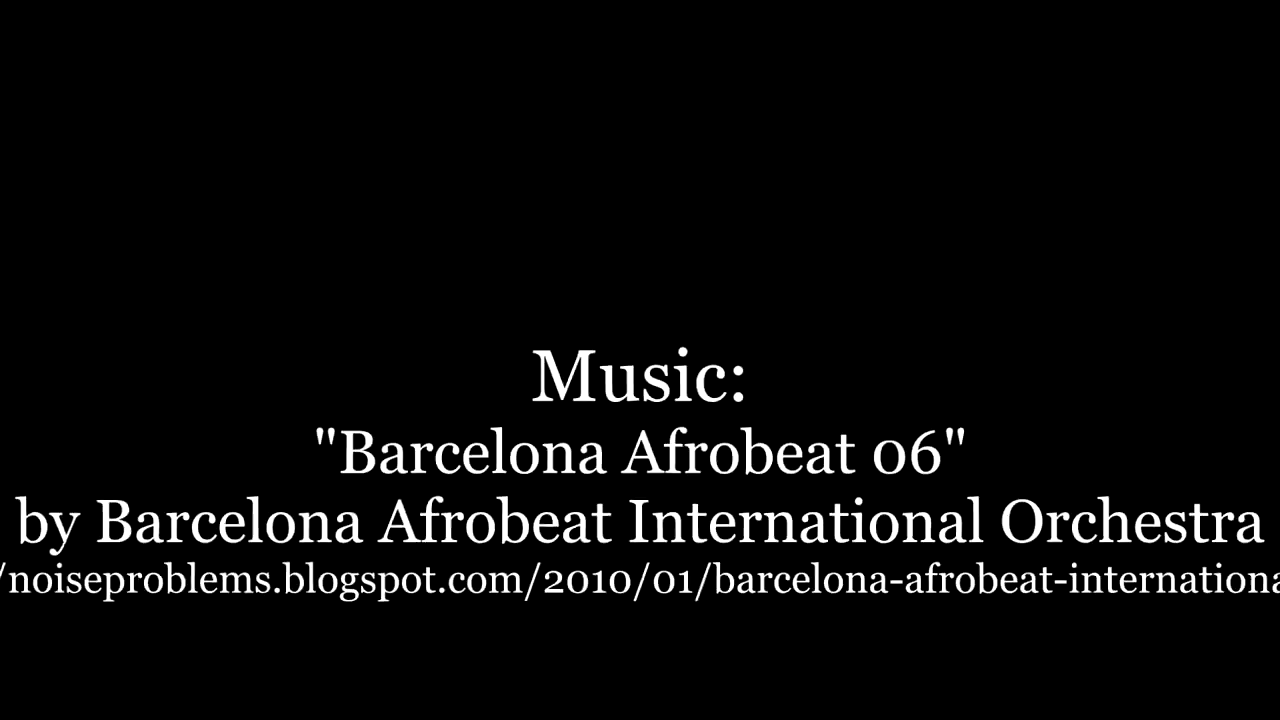 Music:
"Barcelona Afrobeat 06"
by Barcelona Afrobeat International Orchestra
/noiseproblems.blogspot.com/2010/01/barcelona-afrobeat-internationa